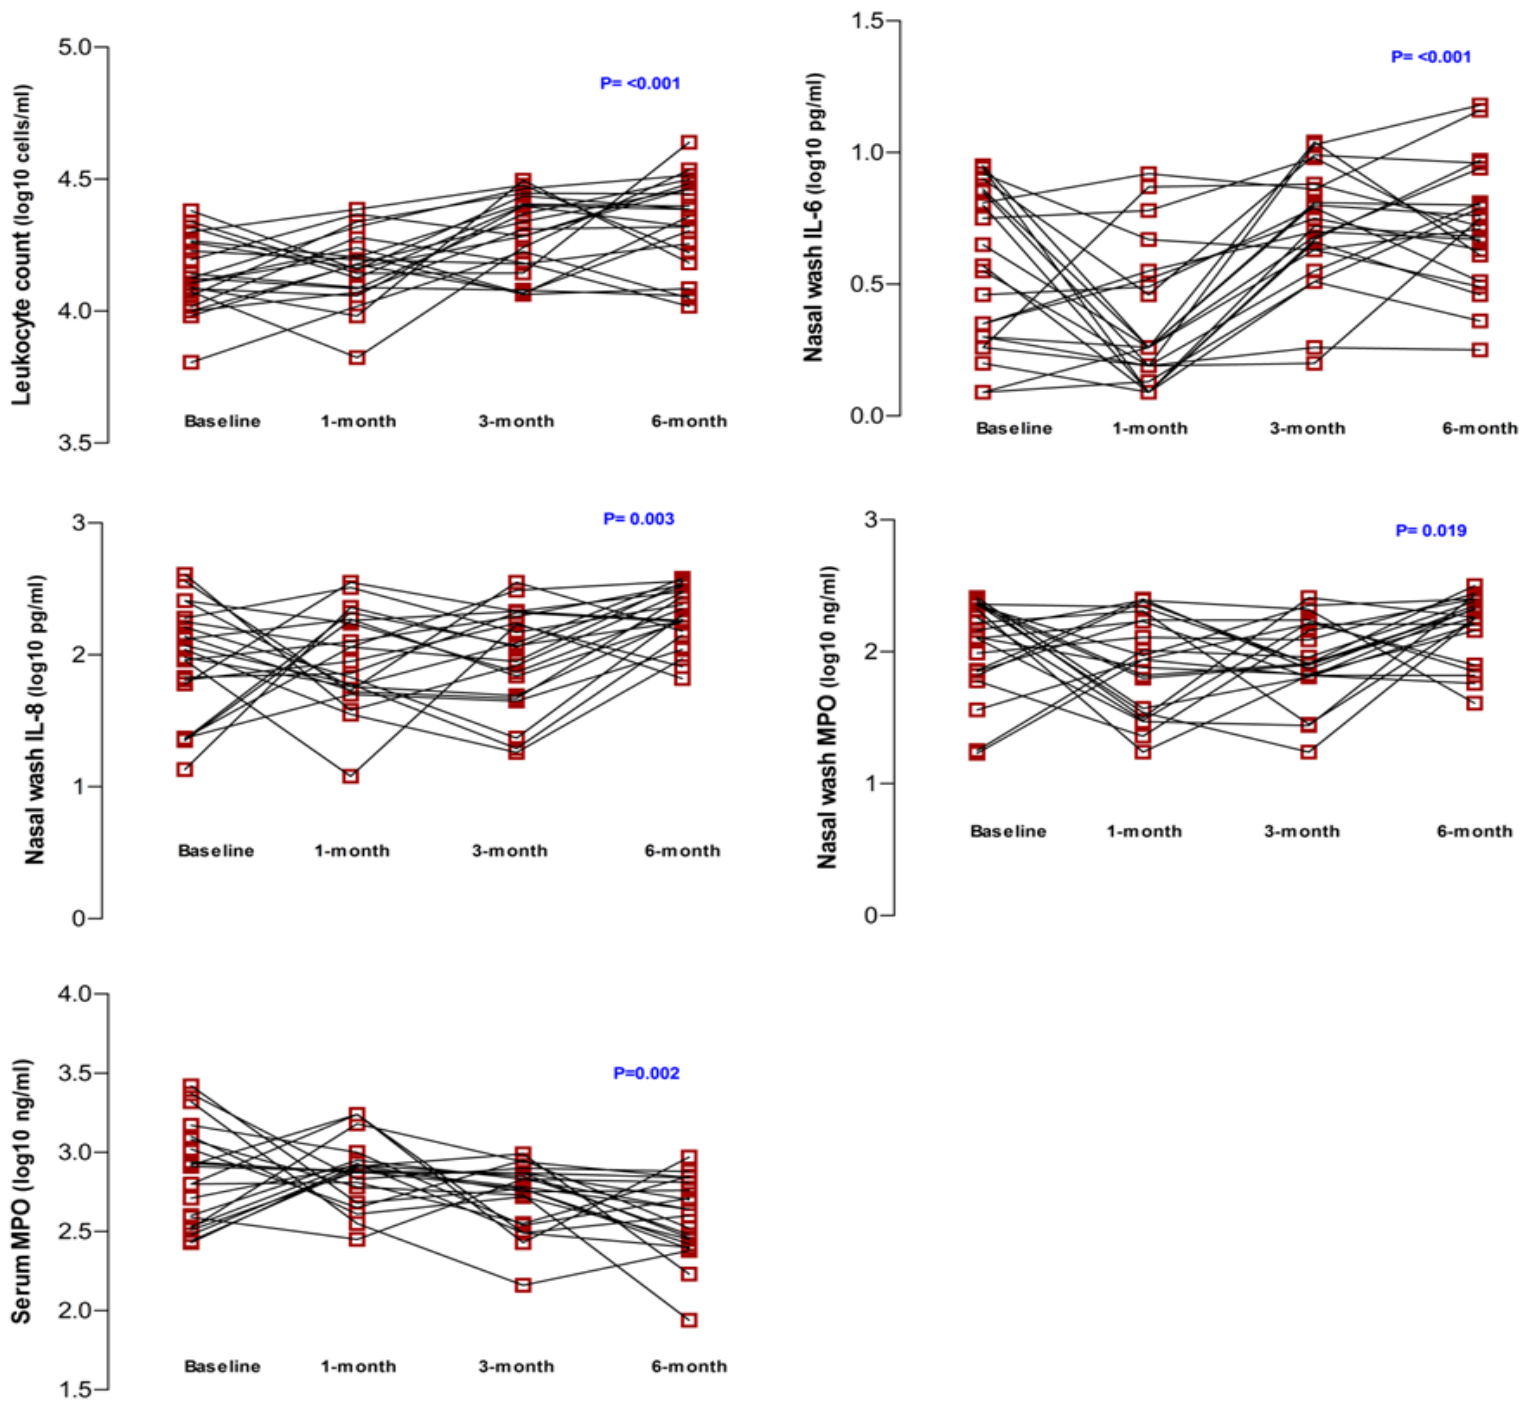 Leukocyte count (log10 cells/ml)
5.0
4.5
4.0
3.5
P= <0.001
Baseline 1-month 3-month 6-month
Nasal wash IL-6 (log10 pg/ml)
1.5
1.0
0.5
0.0
P= <0.001
Baseline 1-month 3-month 6-month
Nasal wash IL-8 (log10 pg/ml)
3
2
1
0
P= 0.003
Baseline 1-month 3-month 6-month
Nasal wash MPO (log10 ng/ml)
3
2
1
0
P= 0.019
Baseline 1-month 3-month 6-month
Serum MPO (log10 ng/ml)
4.0
3.5
3.0
2.5
2.0
1.5
P=0.002
Baseline 1-month 3-month 6-month